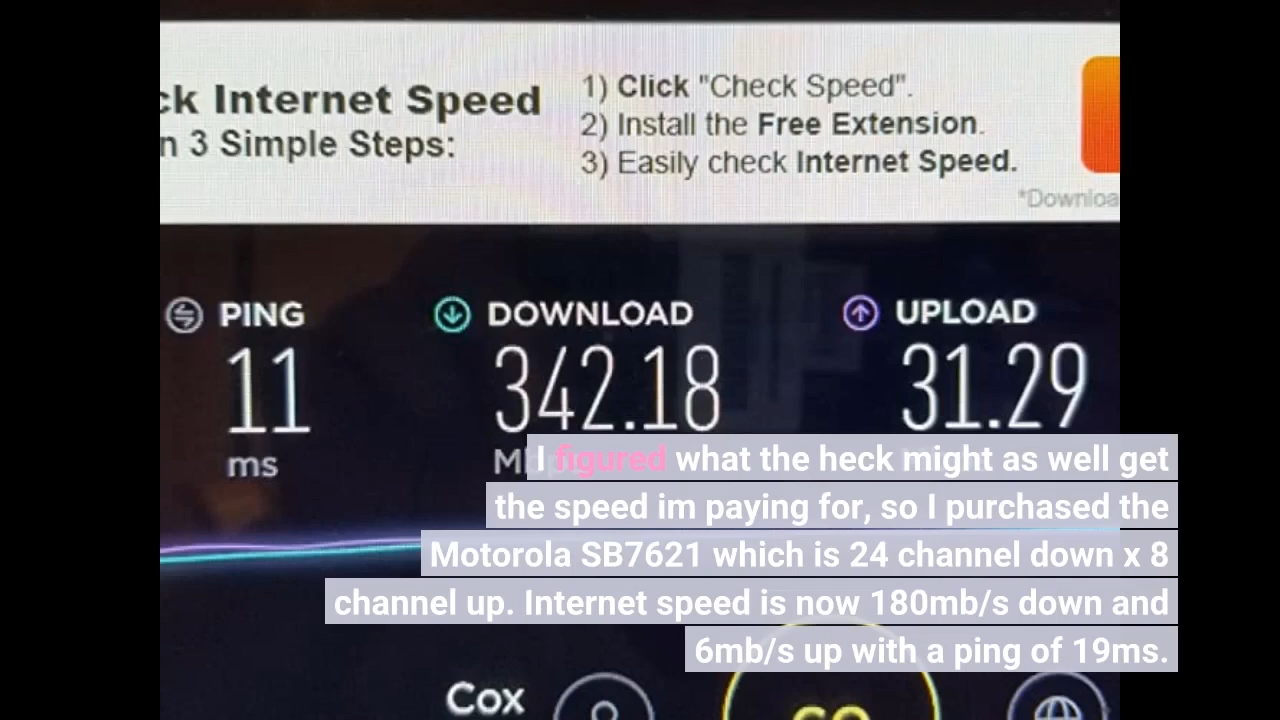 ck Internet Speed
n 3 Simple Steps:
1) Click "Check Speed".
2) Install the Free Extension.
3) Easily check Internet Speed.
*Downloa
PING
11
ms
DOWNLOAD
342.18
UPLOAD
31.29
I figured what the heck might as well get
the speed im paying for, so I purchased the
Motorola SB7621 which is 24 channel down x 8
channel up. Internet speed is now 180mb/s down and
6mb/s up with a ping of 19ms.
Cox
GO